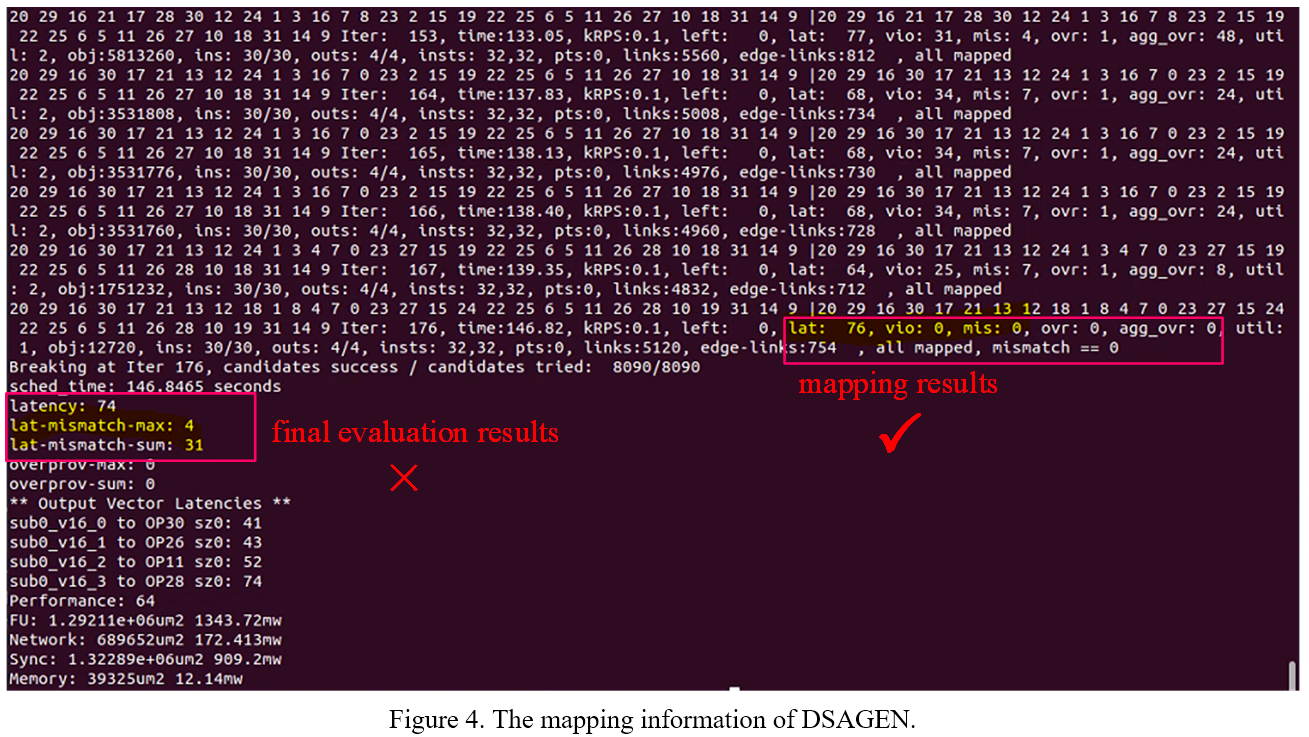 20 29 16 21 17 28 30 12 24 1 3 16 7 8 23 2 15 19 22 25 6 5 11 26 27 10 18 31 14 9 |20 29 16 21 17 28 30 12 24 1 3 16 7 8 23 2 15 19
22 25 6 5 11 26 27 10 18 31 14 9 Iter:  153, time:133.05, kRPS:0.1, left:   0, lat:  77, vio: 31, mis: 4, ovr: 1, agg_ovr: 48, uti
l: 2, obj:5813260, ins: 30/30, outs: 4/4, insts: 32,32, pts:0, links:5560, edge-links:812  , all mapped
20 29 16 30 17 21 13 12 24 1 3 16 7 0 23 2 15 19 22 25 6 5 11 26 27 10 18 31 14 9 |20 29 16 30 17 21 13 12 24 1 3 16 7 0 23 2 15 19
22 25 6 5 11 26 27 10 18 31 14 9 Iter:  164, time:137.83, kRPS:0.1, left:   0, lat:  68, vio: 34, mis: 7, ovr: 1, agg_ovr: 24, uti
l: 2, obj:3531808, ins: 30/30, outs: 4/4, insts: 32,32, pts:0, links:5008, edge-links:734  , all mapped
20 29 16 30 17 21 13 12 24 1 3 16 7 0 23 2 15 19 22 25 6 5 11 26 27 10 18 31 14 9 |20 29 16 30 17 21 13 12 24 1 3 16 7 0 23 2 15 19
22 25 6 5 11 26 27 10 18 31 14 9 Iter:  165, time:138.13, kRPS:0.1, left:   0, lat:  68, vio: 34, mis: 7, ovr: 1, agg_ovr: 24, uti
l: 2, obj:3531776, ins: 30/30, outs: 4/4, insts: 32,32, pts:0, links:4976, edge-links:730  , all mapped
20 29 16 30 17 21 13 12 24 1 3 16 7 0 23 2 15 19 22 25 6 5 11 26 27 10 18 31 14 9 |20 29 16 30 17 21 13 12 24 1 3 16 7 0 23 2 15 19
22 25 6 5 11 26 27 10 18 31 14 9 Iter:  166, time:138.40, kRPS:0.1, left:   0, lat:  68, vio: 34, mis: 7, ovr: 1, agg_ovr: 24, uti
l: 2, obj:3531760, ins: 30/30, outs: 4/4, insts: 32,32, pts:0, links:4960, edge-links:728  , all mapped
20 29 16 30 17 21 13 12 24 1 3 4 7 0 23 27 15 19 22 25 6 5 11 26 28 10 18 31 14 9 |20 29 16 30 17 21 13 12 24 1 3 4 7 0 23 27 15 19
22 25 6 5 11 26 28 10 18 31 14 9 Iter:  167, time:139.35, kRPS:0.1, left:   0, lat:  64, vio: 25, mis: 7, ovr: 1, agg_ovr: 8, util
: 2, obj:1751232, ins: 30/30, outs: 4/4, insts: 32,32, pts:0, links:4832, edge-links:712  , all mapped
20 29 16 30 17 21 13 12 18 1 8 4 7 0 23 27 15 24 22 25 6 5 11 26 28 10 19 31 14 9 |20 29 16 30 17 21 13 12 18 1 8 4 7 0 23 27 15 24
22 25 6 5 11 26 28 10 19 31 14 9 Iter:  176, time:146.82, kRPS:0.1, left:   0, lat:  76, vio: 0, mis: 0, ovr: 0, agg_ovr: 0, util:
1, obj:12720, ins: 30/30, outs: 4/4, insts: 32,32, pts:0, links:5120, edge-links:754  , all mapped, mismatch == 0
Breaking at Iter 176, candidates success / candidates tried:  8090/8090
sched_time: 146.8465 seconds
mapping results
latency: 74
lat-mismatch-max: 4
lat-mismatch-sum: 31
final evaluation results
overprov-max: 0
overprov-sum: 0
** Output Vector Latencies **
sub0_v16_0 to OP30 sz0: 41
sub0_v16_1 to OP26 sz0: 43
sub0_v16_2 to OP11 sz0: 52
sub0_v16_3 to OP28 sz0: 74
Performance: 64
FU: 1.29211e+06um2 1343.72mw
Network: 689652um2 172.413mw
Sync: 1.32289e+06um2 909.2mw
Memory: 39325um2 12.14mw
Figure 4. The mapping information of DSAGEN.